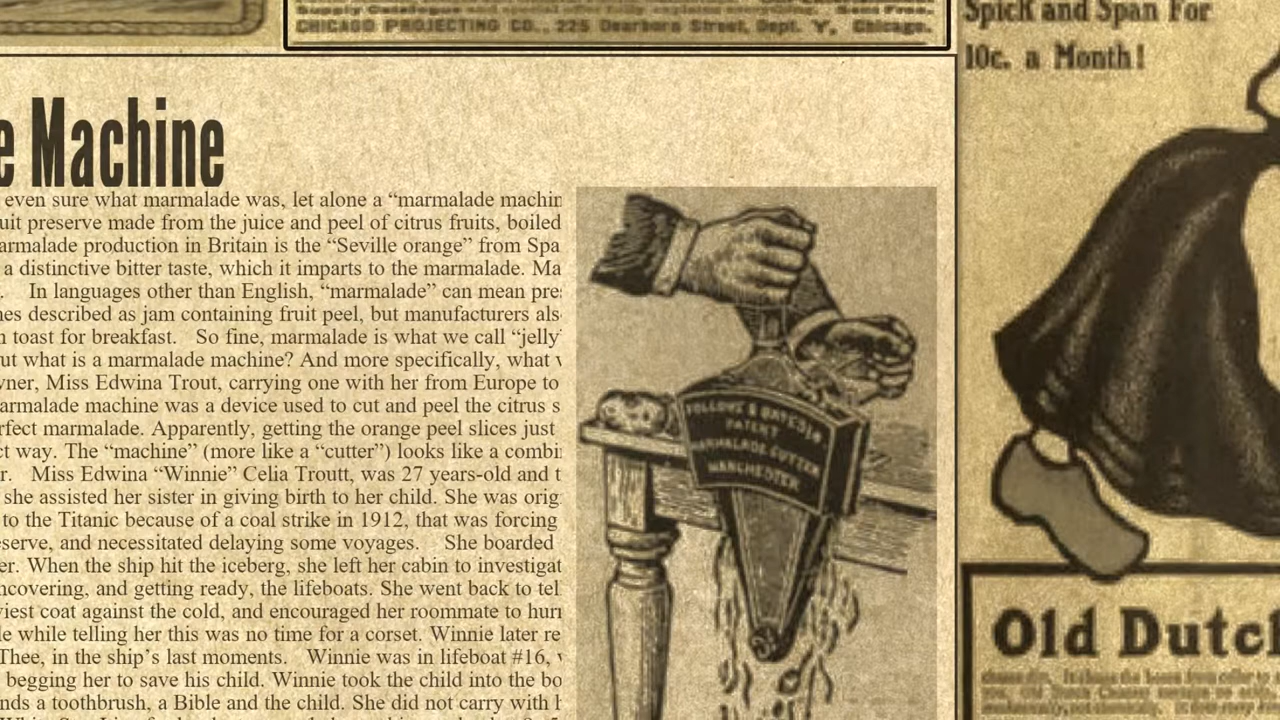 Supply Catalogue
CHICAGO PROJECTING CO., 225 Dearborn Street, Dept. Y, Chicago.
Spick and Span For
10c. a Month!
e Machine
even sure what marmalade was, let alone a “marmalade machin
uit preserve made from the juice and peel of citrus fruits, boiled
armalade production in Britain is the “Seville orange” from Spa
a distinctive bitter taste, which it imparts to the marmalade. Ma
. In languages other than English, “marmalade” can mean pres
nes described as jam containing fruit peel, but manufacturers als
n toast for breakfast. So fine, marmalade is what we call “jelly”
ut what is a marmalade machine? And more specifically, what w
wner, Miss Edwina Trout, carrying one with her from Europe to
armalade machine was a device used to cut and peel the citrus s
rfect marmalade. Apparently, getting the orange peel slices just
ct way. The “machine” (more like a “cutter”) looks like a combi
r. Miss Edwina “Winnie” Celia Troutt, was 27 years-old and t
she assisted her sister in giving birth to her child. She was orig
to the Titanic because of a coal strike in 1912, that was forcing
eserve, and necessitated delaying some voyages. She boarded
er. When the ship hit the iceberg, she left her cabin to investigat
ncovering, and getting ready, the lifeboats. She went back to tel
viest coat against the cold, and encouraged her roommate to hurr
le while telling her this was no time for a corset. Winnie later re
Thee, in the ship’s last moments. Winnie was in lifeboat #16, w
begging her to save his child. Winnie took the child into the bo
nds a toothbrush, a Bible and the child. She did not carry with h
FOLLOWS & BATES'S
PATENT
MARMALADE CUTTER
MANCHESTER
Old Dutch